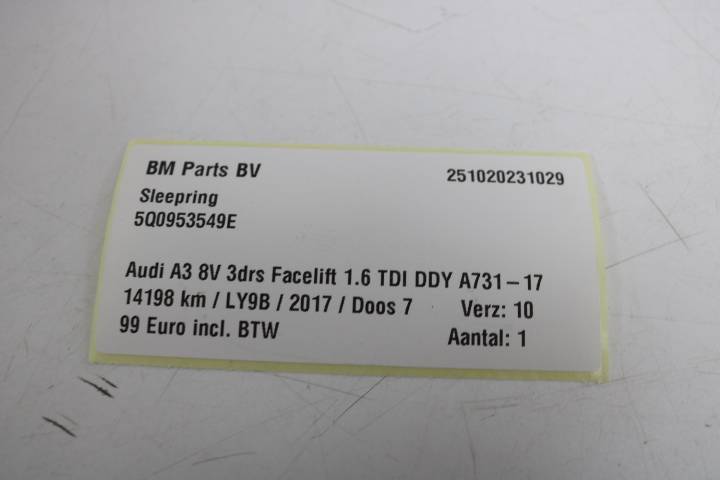 BM Parts BV 251020231029
Sleepring
5Q0953549E
Audi A3 8V 3drs Facelift 1.6 TDI DDY A731-17
14198 km / LY9B / 2017 / Doos 7 Verz: 10
99 Euro incl. BTW Aantal: 1